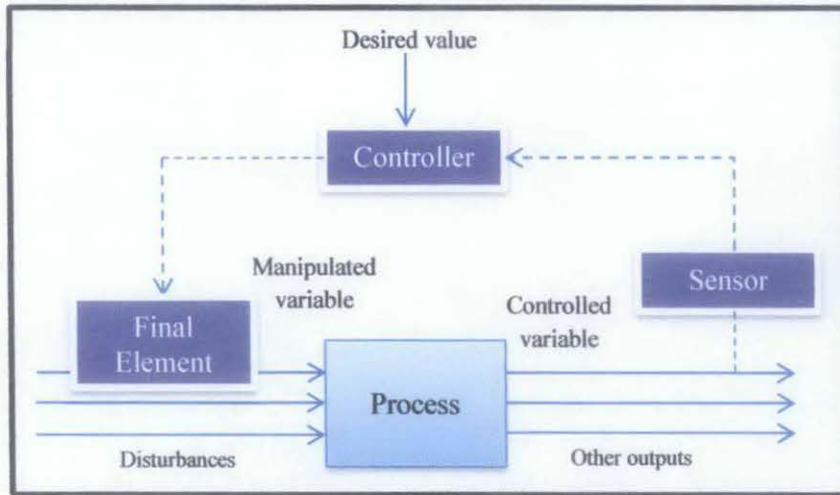 Desired value
Controller
Sensor
Manipulated
variable
Controlled
variable
Final
Element
Process
Disturbances
Other outputs